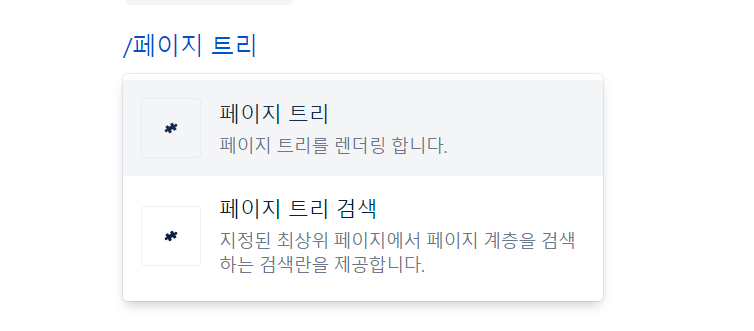 /페이지 트리
페이지 트리
페이지 트리를 렌더링 합니다.
페이지 트리 검색
지정된 최상위 페이지에서 페이지 계층을 검색
하는 검색란을 제공합니다.